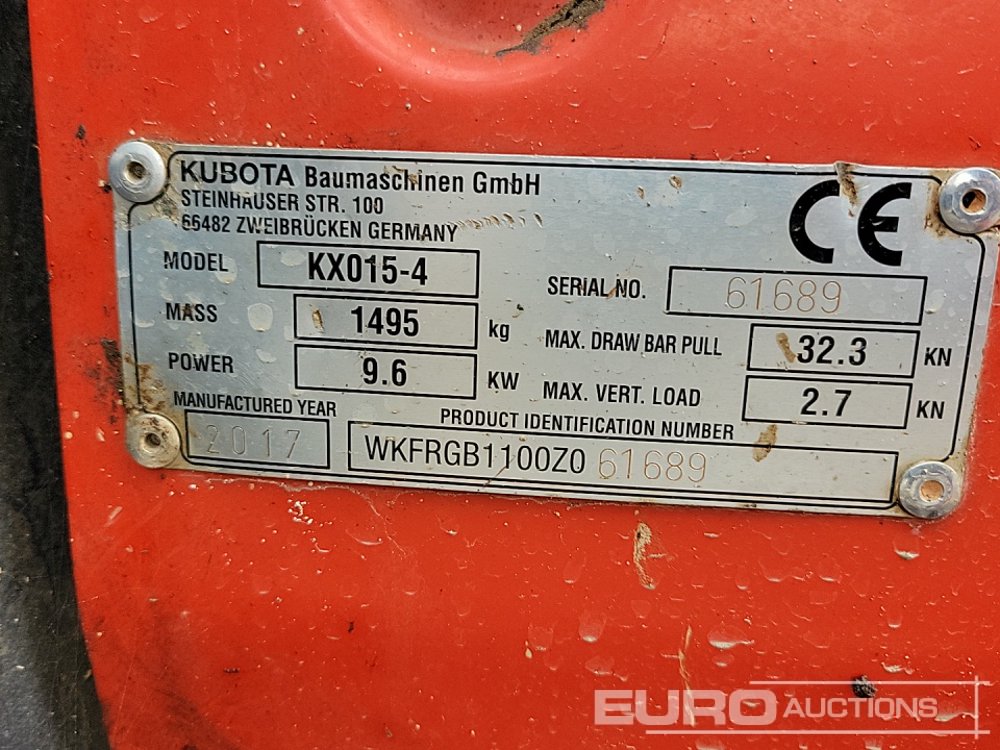 KUBOTA Baumaschinen GmbH
STEINHAUSER STR. 100
66482 ZWEIBRÜCKEN GERMANY
CE
MODEL KX015-4
SERIAL NO. 61689
MASS 1495 kg
MAX. DRAW BAR PULL 32.3 KN
POWER 9.6 KW
MAX. VERT. LOAD 2.7 KN
MANUFACTURED YEAR
2017
PRODUCT IDENTIFICATION NUMBER
WKFRGB1100Z0 61689
EURO AUCTIONS